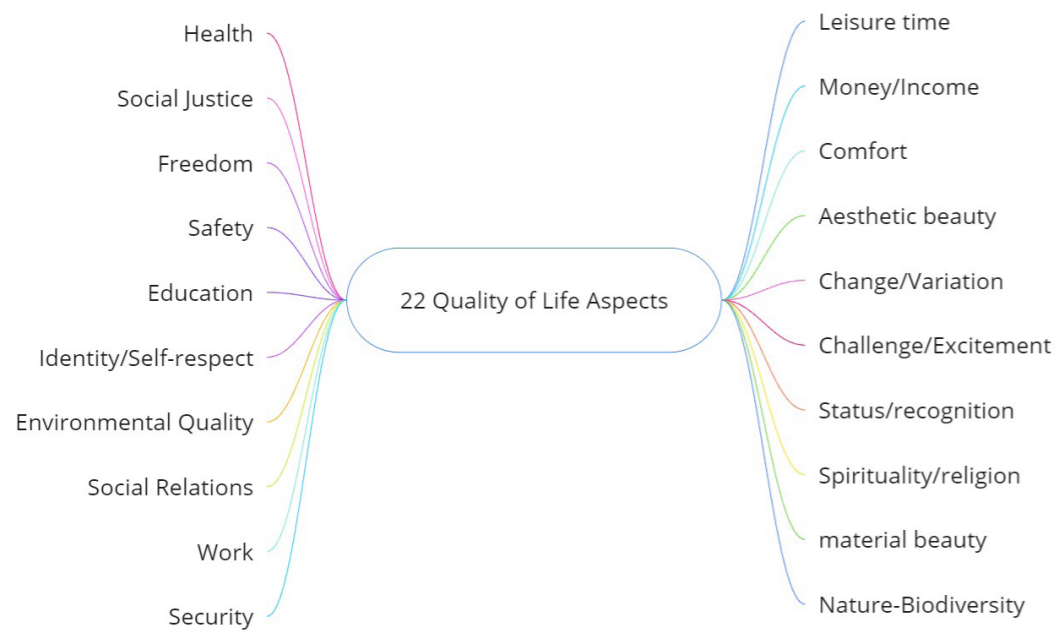 Health
Social Justice
Freedom
Safety
Education
Identity/Self-respect
Environmental Quality
Social Relations
Work
Security
22 Quality of Life Aspects
Leisure time
Money/Income
Comfort
Aesthetic beauty
Change/Variation
Challenge/Excitement
Status/recognition
Spirituality/religion
material beauty
Nature-Biodiversity